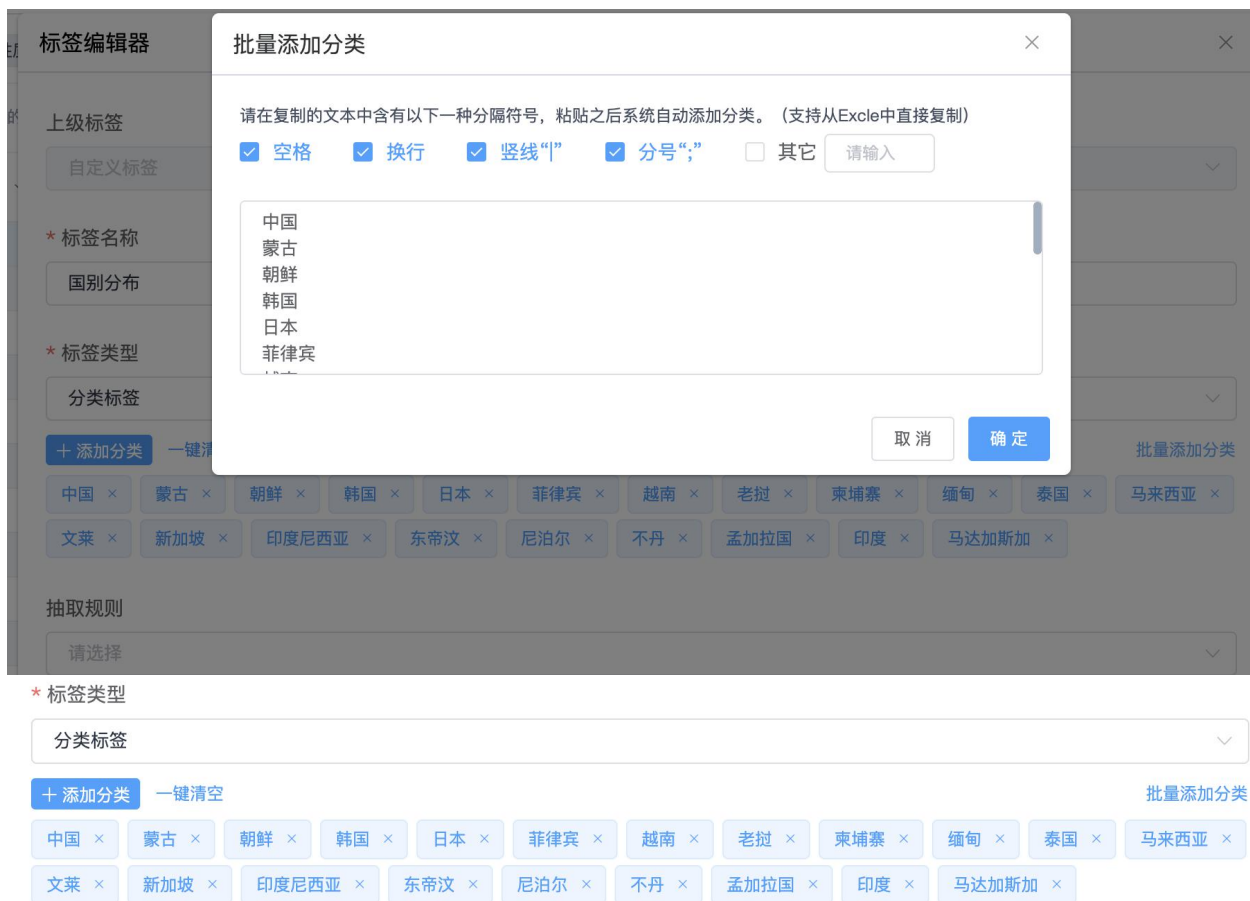 标签编辑器
批量添加分类
请在复制的文本中含有以下一种分隔符号，粘贴之后系统自动添加分类。（支持从Excle中直接复制）
空格 换行 竖线“|” 分号“;” 其它 请输入
上级标签
自定义标签
中国
蒙古
朝鲜
韩国
日本
菲律宾
* 标签名称
国别分布
* 标签类型
分类标签
取消 确定
+ 添加分类 一键清 批量添加分类
中国 × 蒙古 × 朝鲜 × 韩国 × 日本 × 菲律宾 × 越南 × 老挝 × 柬埔寨 × 缅甸 × 泰国 × 马来西亚 ×
文莱 × 新加坡 × 印度尼西亚 × 东帝汶 × 尼泊尔 × 不丹 × 孟加拉国 × 印度 × 马达加斯加 ×
抽取规则
请选择
* 标签类型
分类标签
+ 添加分类 一键清空 批量添加分类
中国 × 蒙古 × 朝鲜 × 韩国 × 日本 × 菲律宾 × 越南 × 老挝 × 柬埔寨 × 缅甸 × 泰国 × 马来西亚 ×
文莱 × 新加坡 × 印度尼西亚 × 东帝汶 × 尼泊尔 × 不丹 × 孟加拉国 × 印度 × 马达加斯加 ×